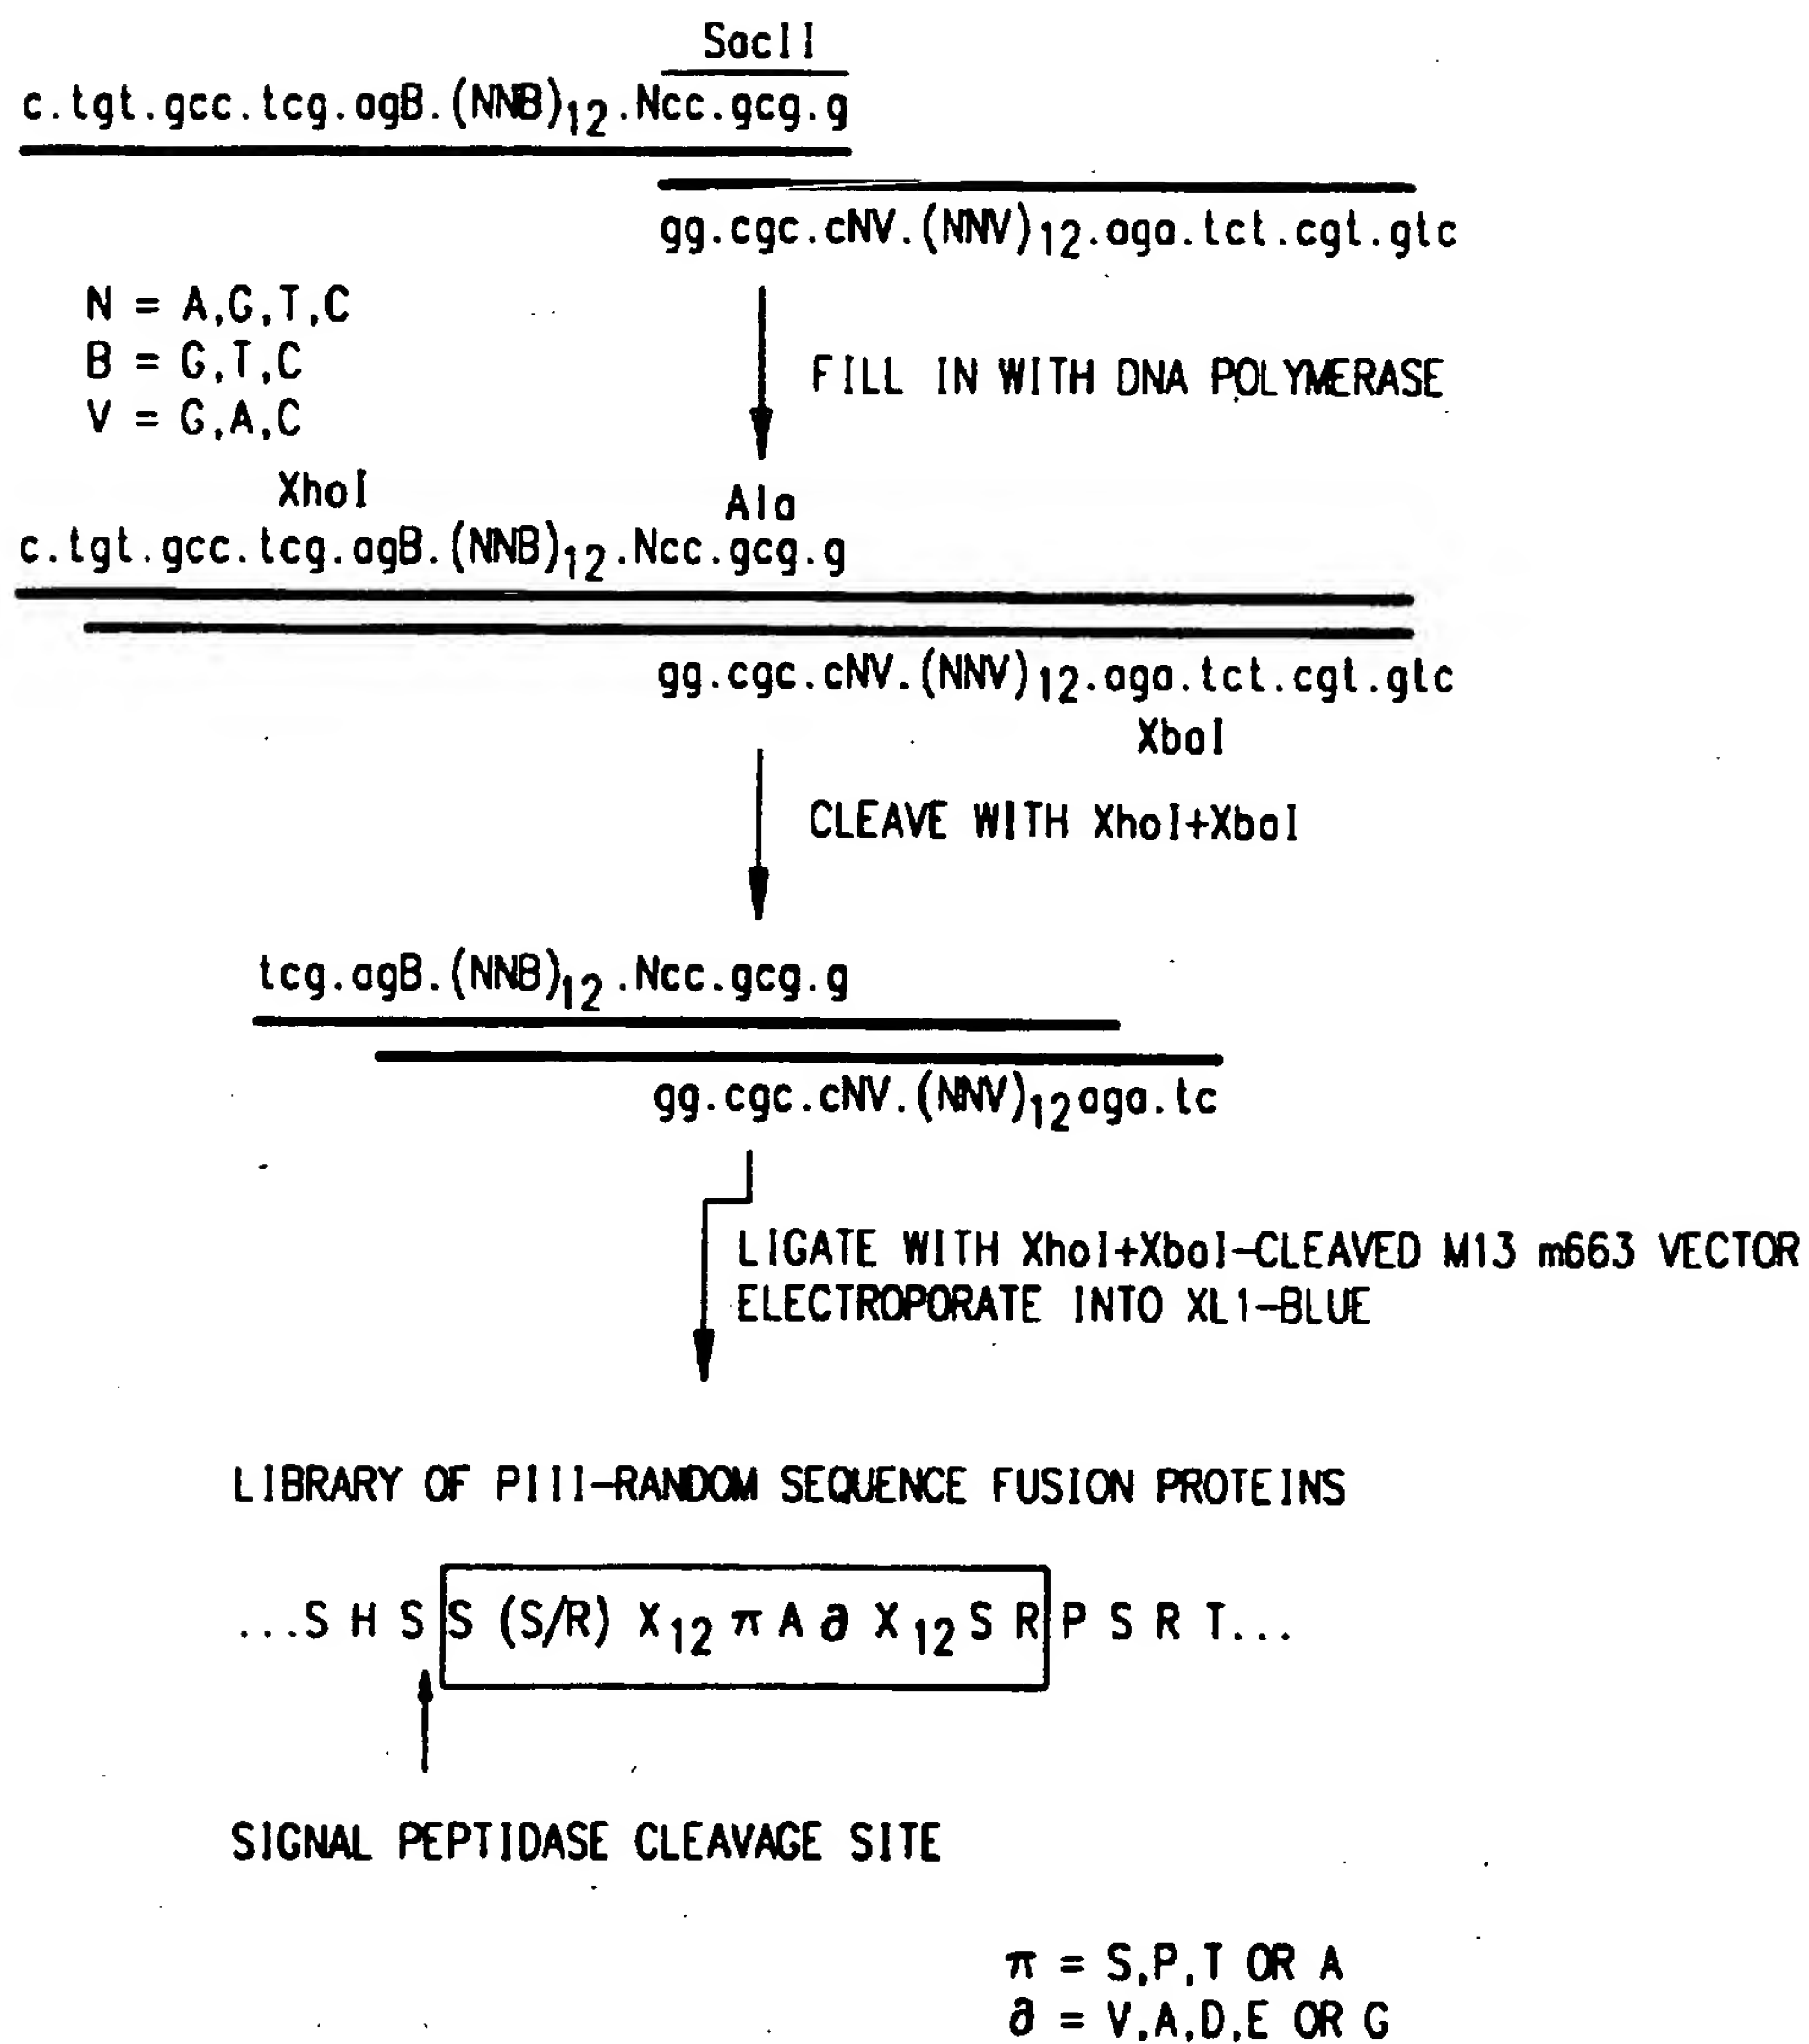 SacII
c.tgt.gcc.tcg.agB.(NNB)12.Ncc.gcg.g
gg.cgc.cNV.(NNV)12.aga.tct.cgt.gtc
N = A,G,T,C
B = G,T,C
V = G,A,C
FILL IN WITH DNA POLYMERASE
XhoI
Ala
c.tgt.gcc.tcg.agB.(NNB)12.Ncc.gcg.g
gg.cgc.cNV.(NNV)12.aga.tct.cgt.gtc
XbaI
CLEAVE WITH XhoI+XbaI
tcg.agB.(NNB)12.Ncc.gcg.g
gg.cgc.cNV.(NNV)12aga.tc
LIGATE WITH XhoI+XbaI-CLEAVED M13 m663 VECTOR
ELECTROPORATE INTO XL1-BLUE
LIBRARY OF PIII-RANDOM SEQUENCE FUSION PROTEINS
...S H S S (S/R) X12 π A ∂ X12 S R P S R T...
SIGNAL PEPTIDASE CLEAVAGE SITE
π = S,P,T OR A
∂ = V,A,D,E OR G